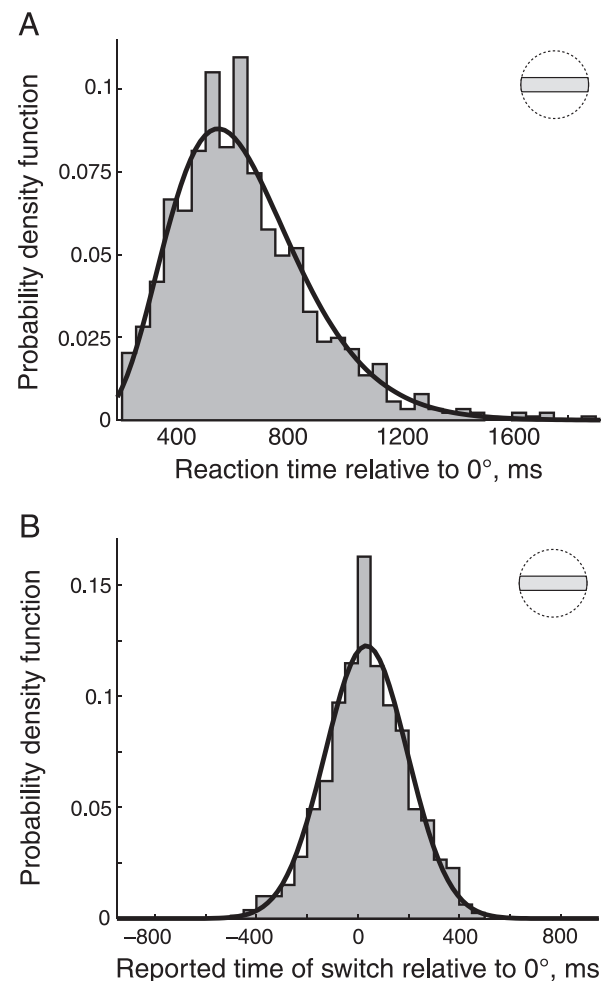 A
Probability density function
0.1
0.075
0.05
0.025
0
400 800 1200 1600
Reaction time relative to 0°, ms
B
Probability density function
0.15
0.1
0.05
0
–800 –400 0 400 800
Reported time of switch relative to 0°, ms